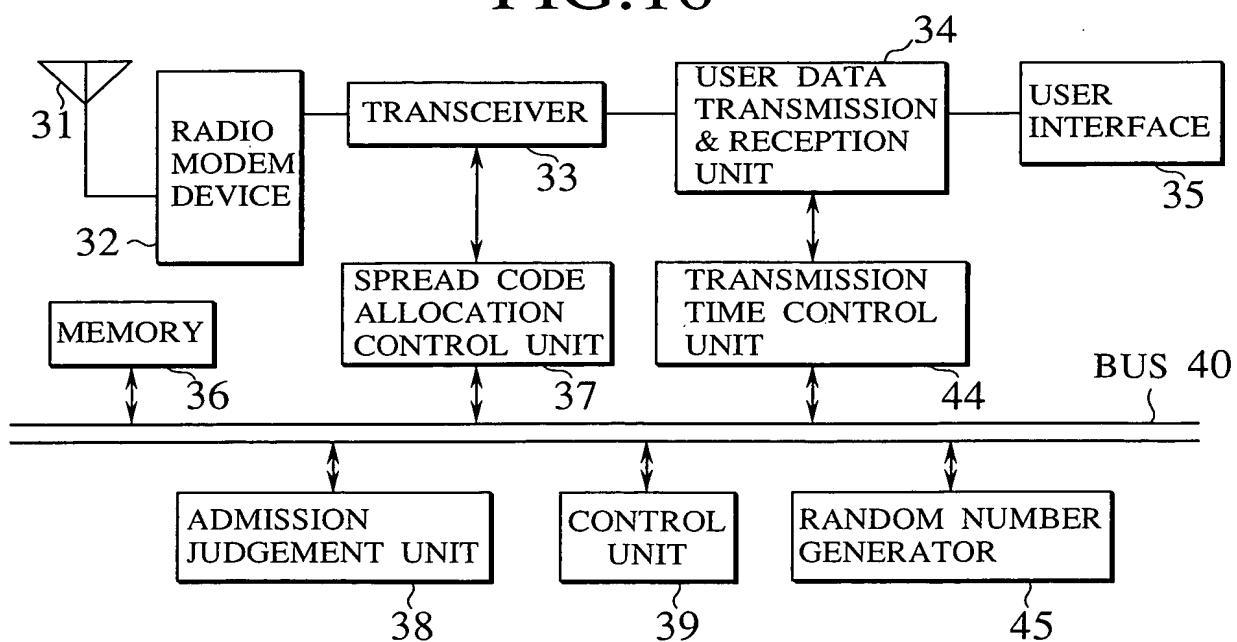 34
31
RADIO
MODEM
DEVICE
32
TRANSCEIVER
33
USER DATA
TRANSMISSION
& RECEPTION
UNIT
USER
INTERFACE
35
MEMORY
36
SPREAD CODE
ALLOCATION
CONTROL UNIT
37
TRANSMISSION
TIME CONTROL
UNIT
44
BUS 40
ADMISSION
JUDGEMENT UNIT
38
CONTROL
UNIT
39
RANDOM NUMBER
GENERATOR
45